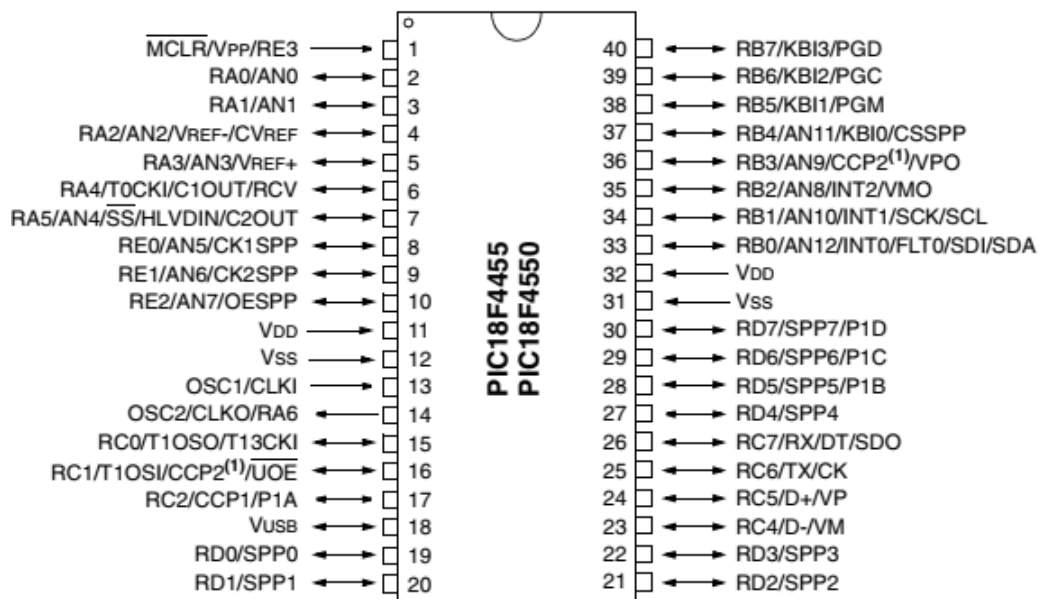 MCLR/VPP/RE3 1 40 RB7/KBI3/PGD
RA0/AN0 2 39 RB6/KBI2/PGC
RA1/AN1 3 38 RB5/KBI1/PGM
RA2/AN2/VREF-/CVREF 4 37 RB4/AN11/KBI0/CSSPP
RA3/AN3/VREF+ 5 36 RB3/AN9/CCP2(1)/VPO
RA4/T0CKI/C1OUT/RCV 6 35 RB2/AN8/INT2/VMO
RA5/AN4/SS/HLVDIN/C2OUT 7 34 RB1/AN10/INT1/SCK/SCL
RE0/AN5/CK1SPP 8 33 RB0/AN12/INT0/FLT0/SDI/SDA
RE1/AN6/CK2SPP 9 32 VDD
RE2/AN7/OESPP 10 31 VSS
VDD 11 30 RD7/SPP7/P1D
VSS 12 29 RD6/SPP6/P1C
OSC1/CLKI 13 28 RD5/SPP5/P1B
OSC2/CLKO/RA6 14 27 RD4/SPP4
RC0/T1OSO/T13CKI 15 26 RC7/RX/DT/SDO
RC1/T1OSI/CCP2(1)/UOE 16 25 RC6/TX/CK
RC2/CCP1/P1A 17 24 RC5/D+/VP
VUSB 18 23 RC4/D-/VM
RD0/SPP0 19 22 RD3/SPP3
RD1/SPP1 20 21 RD2/SPP2
PIC18F4455
PIC18F4550